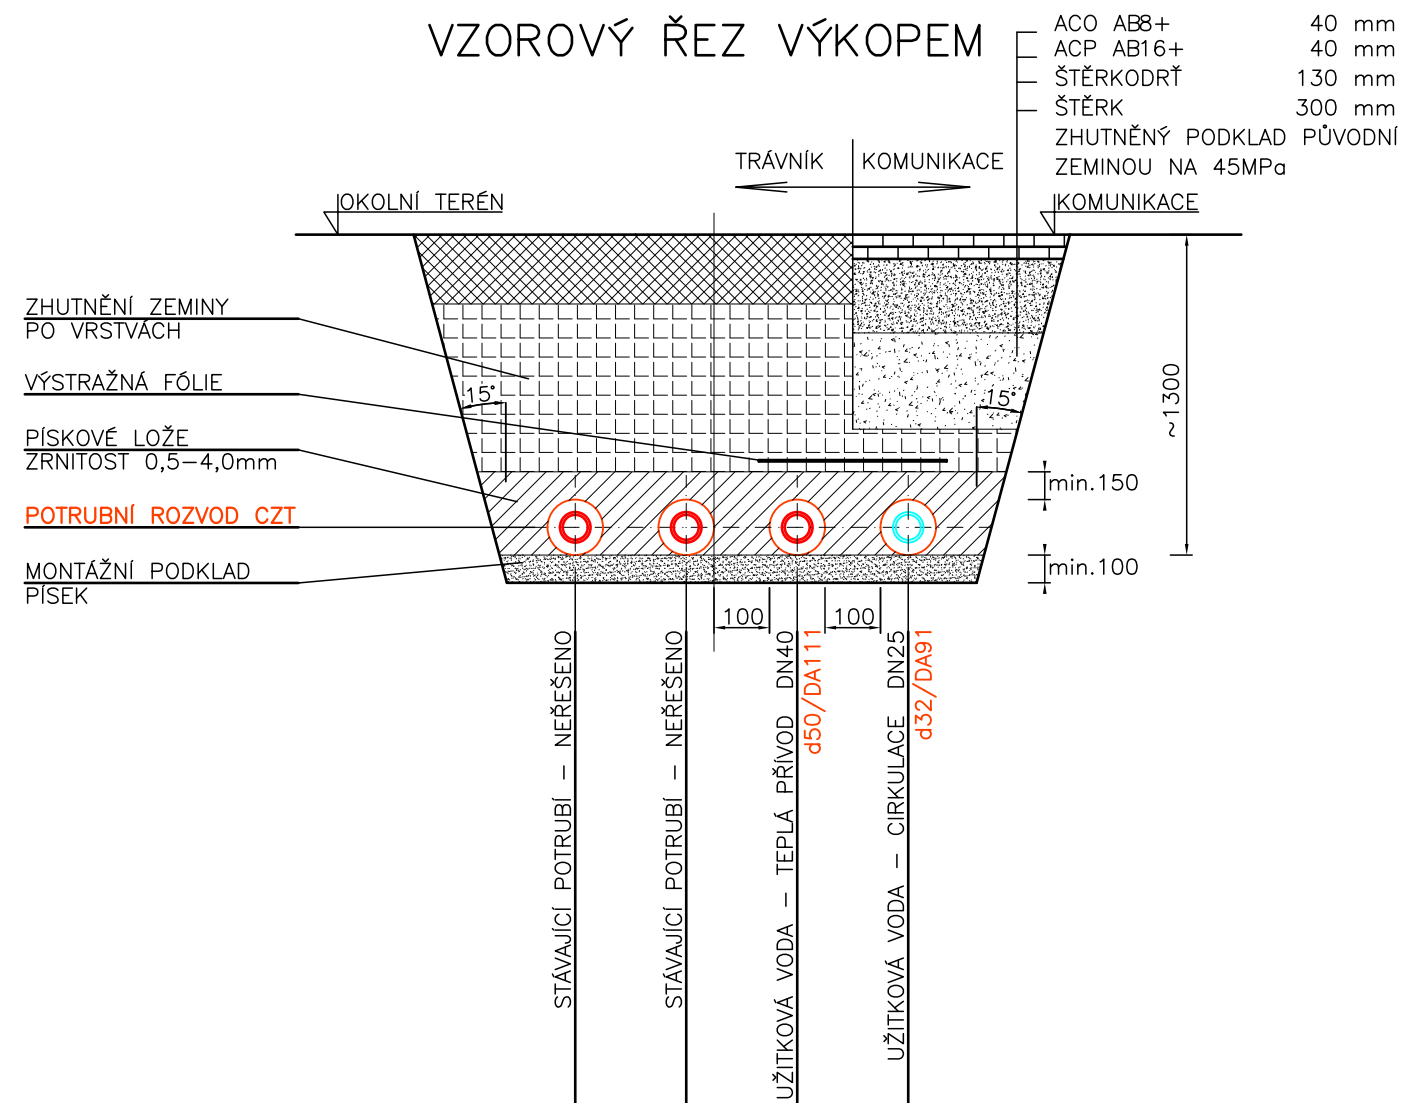 VZOROVÝ ŘEZ VÝKOPEM
ACO AB8+ 40 mm
ACP AB16+ 40 mm
ŠTĚRKODRŤ 130 mm
ŠTĚRK 300 mm
ZHUTNĚNÝ PODKLAD PŮVODNÍ
ZEMINOU NA 45MPa
TRÁVNÍK KOMUNIKACE
OKOLNÍ TERÉN
KOMUNIKACE
ZHUTNĚNÍ ZEMINY
PO VRSTVÁCH
VÝSTRAŽNÁ FÓLIE
15°
15°
~1300
PÍSKOVÉ LOŽE
ZRNITOST 0,5-4,0mm
min.150
POTRUBNÍ ROZVOD CZT
MONTÁŽNÍ PODKLAD
PÍSEK
min.100
100
100
STÁVAJÍCÍ POTRUBÍ - NEŘEŠENO
STÁVAJÍCÍ POTRUBÍ - NEŘEŠENO
UŽITKOVÁ VODA - TEPLÁ PŘÍVOD DN40
d50/DA111
UŽITKOVÁ VODA - CIRKULACE DN25
d32/DA91